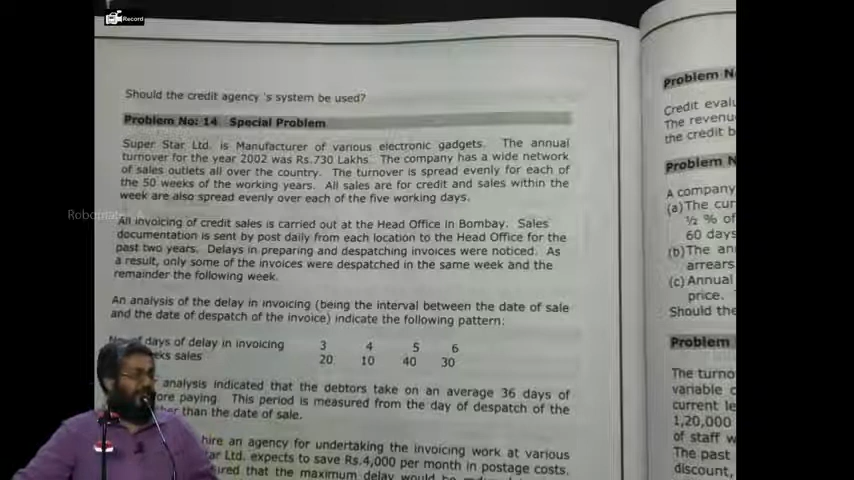 Record
Should the credit agency 's system be used?
Problem No: 14 Special Problem
Super Star Ltd. is Manufacturer of various electronic gadgets. The annual
turnover for the year 2002 was Rs.730 Lakhs. The company has a wide network
of sales outlets all over the country. The turnover is spread evenly for each of
the 50 weeks of the working years. All sales are for credit and sales within the
week are also spread evenly over each of the five working days.
All invoicing of credit sales is carried out at the Head Office in Bombay. Sales
documentation is sent by post daily from each location to the Head Office for the
past two years. Delays in preparing and despatching invoices were noticed. As
a result, only some of the invoices were despatched in the same week and the
remainder the following week.
An analysis of the delay in invoicing (being the interval between the date of sale
and the date of despatch of the invoice) indicate the following pattern:
days of delay in invoicing 3 4 5 6
sales 20 10 40 30
analysis indicated that the debtors take on an average 36 days of
paying. This period is measured from the day of despatch of the
than the date of sale.
hire an agency for undertaking the invoicing work at various
Ltd. expects to save Rs.4,000 per month in postage costs.
that the maximum delay would be
Problem
Credit
The
the credit
Problem
A company
(a) The
½ % of
60 days
(b) The
arrears
(c) Annual
price.
Should the
Problem
The
variable
current
1,20,000
of staff
The past
discount,